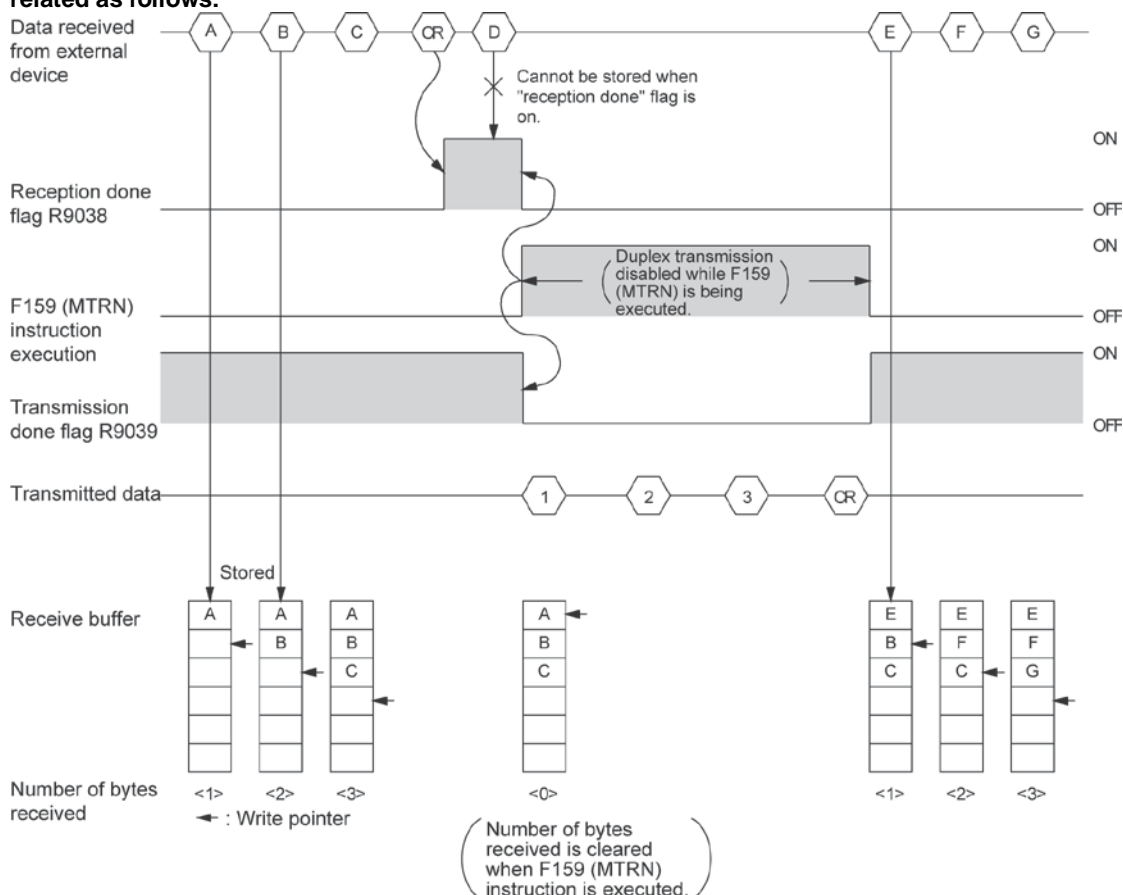 related as follows.
Data received
from external
device
A B C CR D E F G
Cannot be stored when
"reception done" flag is
on.
ON
Reception done
flag R9038
OFF
ON
Duplex transmission
disabled while F159
(MTRN) is being
executed.
F159 (MTRN)
instruction
execution
OFF
ON
Transmission
done flag R9039
OFF
Transmitted data
1 2 3 CR
Stored
Receive buffer
A A A A E E E
B B B B F F
C C C C G
Number of bytes
received
<1> <2> <3> <0> <1> <2> <3>
: Write pointer
Number of bytes
received is cleared
when F159 (MTRN)
instruction is executed.